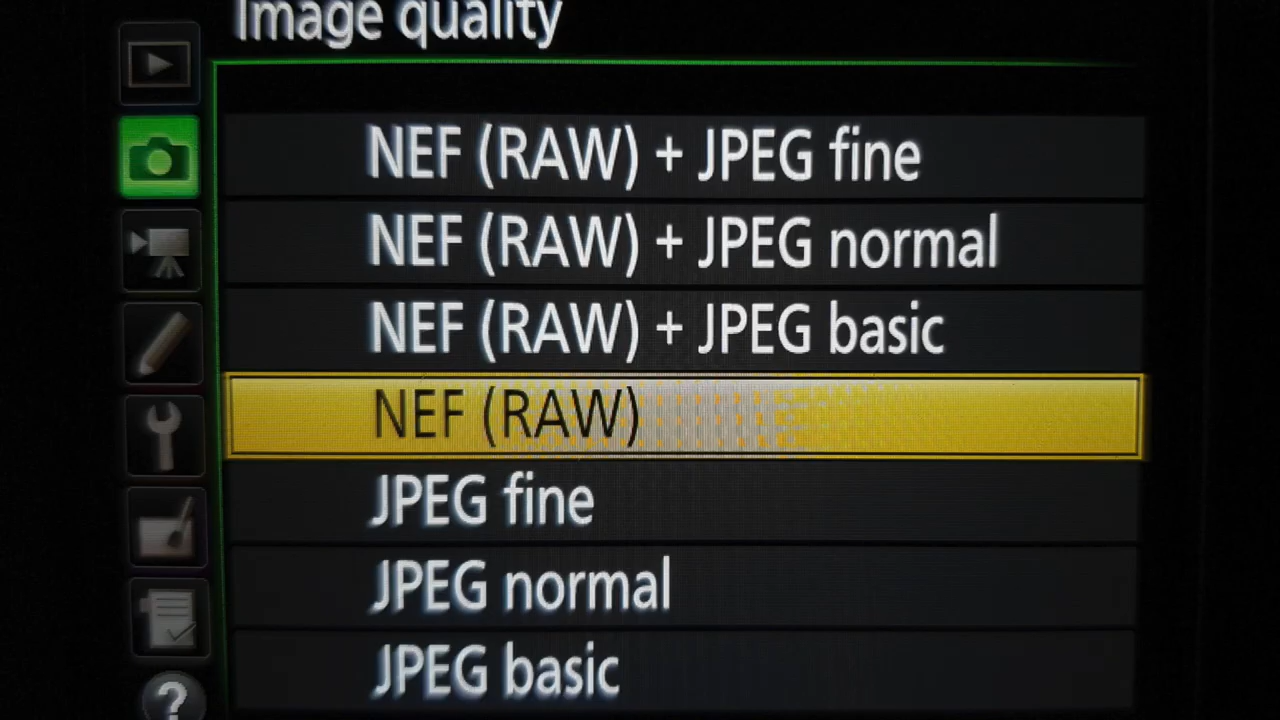 Image quality
NEF (RAW) + JPEG fine
NEF (RAW) + JPEG normal
NEF (RAW) + JPEG basic
NEF (RAW)
JPEG fine
JPEG normal
JPEG basic
?